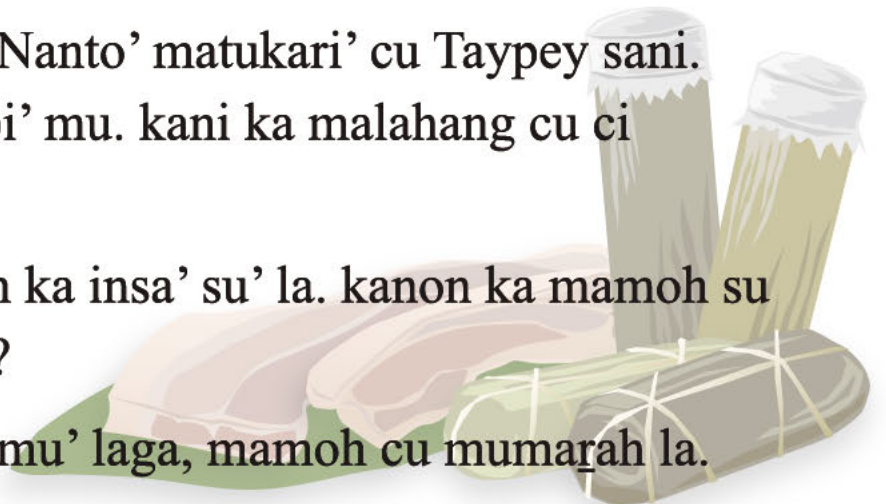 Nanto’ matukari’ cu Taypey sani.
i’ mu. kani ka malahang cu ci
ka insa’ su’ la. kanon ka mamoh su
?
mu’ laga, mamoh cu mumaṟah la.